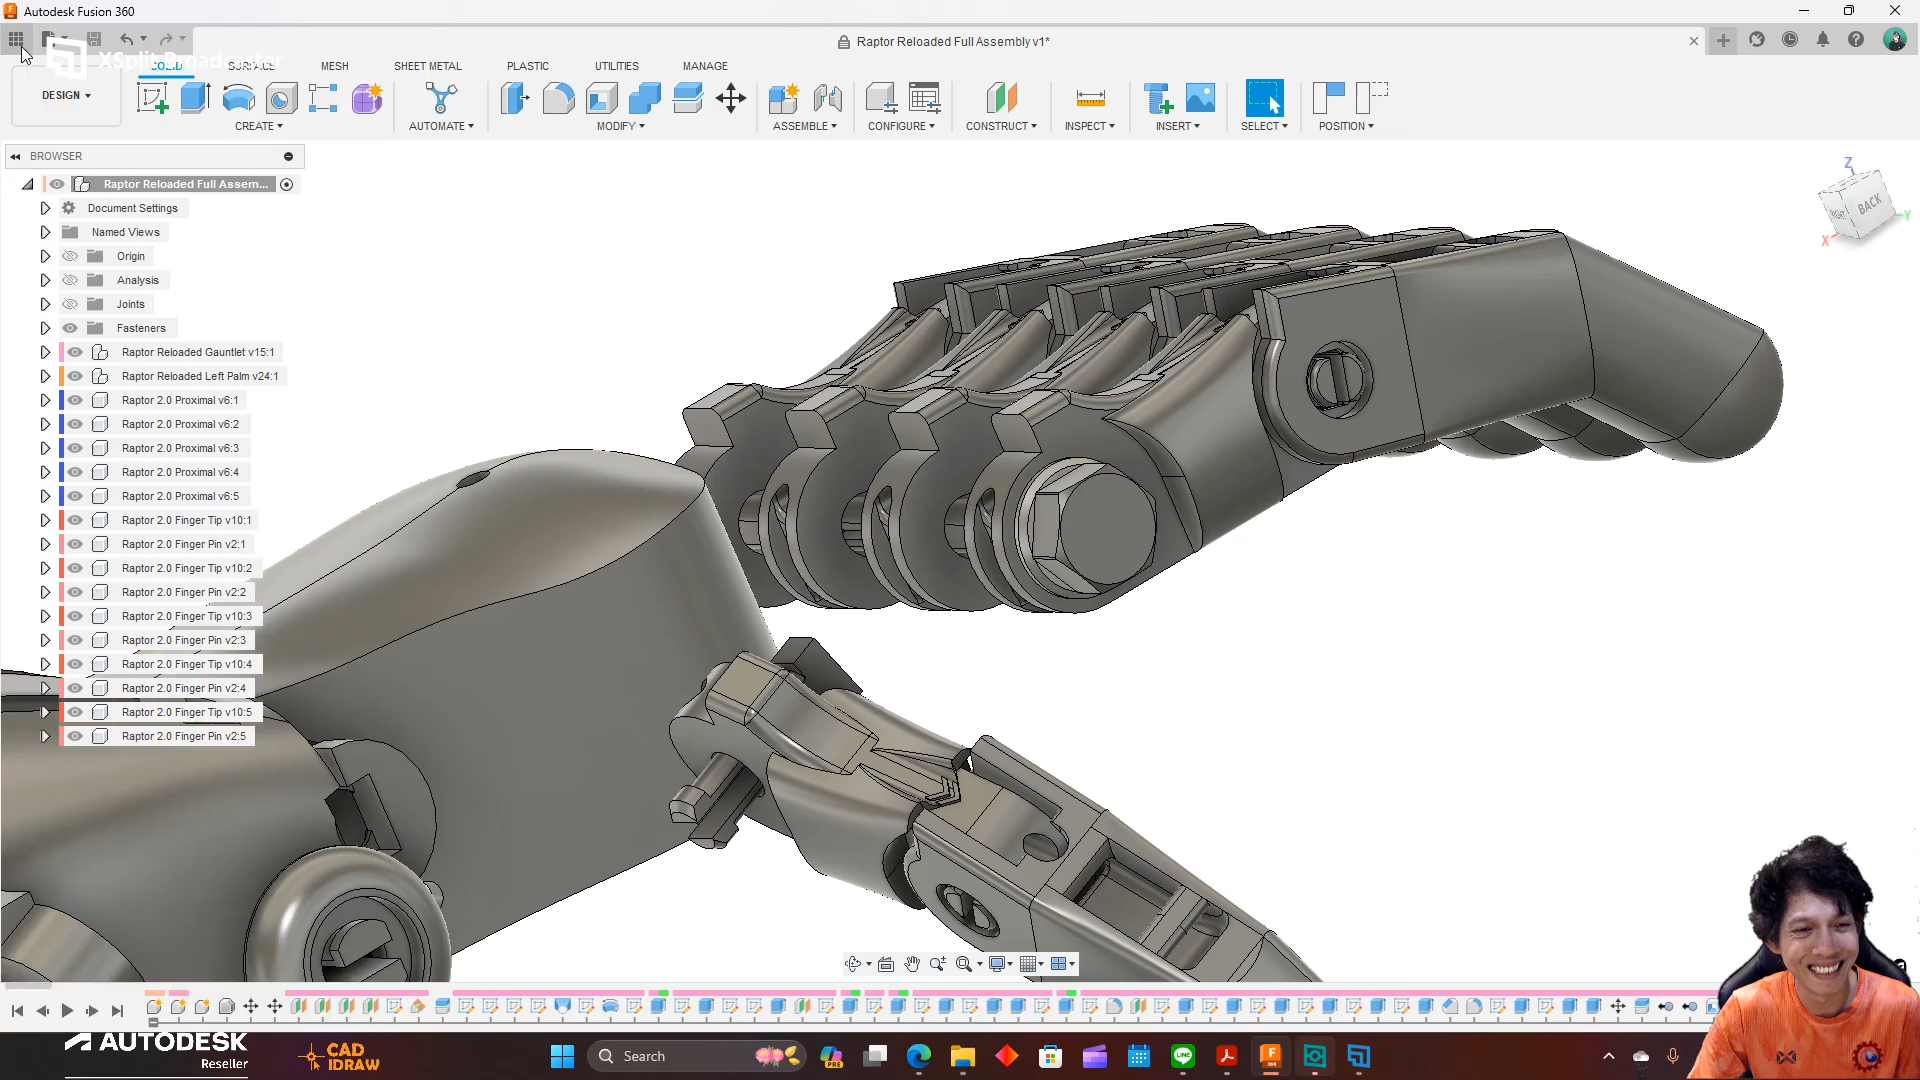 Autodesk Fusion 360
Raptor Reloaded Full Assembly v1*
XSplit Broadcaster
SOLID
SURFACE
MESH
SHEET METAL
PLASTIC
UTILITIES
MANAGE
DESIGN
CREATE
AUTOMATE
MODIFY
ASSEMBLE
CONFIGURE
CONSTRUCT
INSPECT
INSERT
SELECT
POSITION
BROWSER
Raptor Reloaded Full Assem...
Document Settings
Named Views
Origin
Analysis
Joints
Fasteners
Raptor Reloaded Gauntlet v15:1
Raptor Reloaded Left Palm v24:1
Raptor 2.0 Proximal v6:1
Raptor 2.0 Proximal v6:2
Raptor 2.0 Proximal v6:3
Raptor 2.0 Proximal v6:4
Raptor 2.0 Proximal v6:5
Raptor 2.0 Finger Tip v10:1
Raptor 2.0 Finger Pin v2:1
Raptor 2.0 Finger Tip v10:2
Raptor 2.0 Finger Pin v2:2
Raptor 2.0 Finger Tip v10:3
Raptor 2.0 Finger Pin v2:3
Raptor 2.0 Finger Tip v10:4
Raptor 2.0 Finger Pin v2:4
Raptor 2.0 Finger Tip v10:5
Raptor 2.0 Finger Pin v2:5
Z
BACK
Y
X
AUTODESK
Reseller
CAD
IDRAW
Search
PRE
F
360